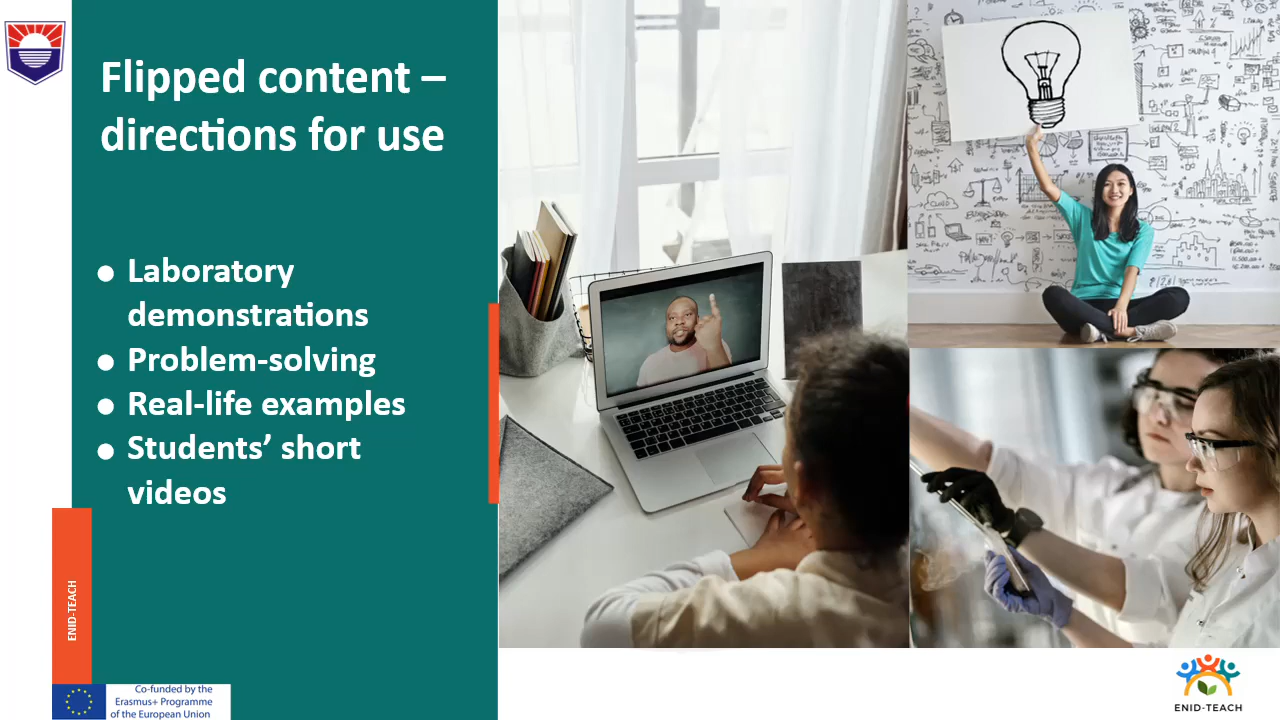 Flipped content –
directions for use
● Laboratory
demonstrations
● Problem-solving
● Real-life examples
● Students’ short
videos
ENID-TEACH
Co-funded by the
Erasmus+ Programme
of the European Union
CLOUD
ENID-TEACH